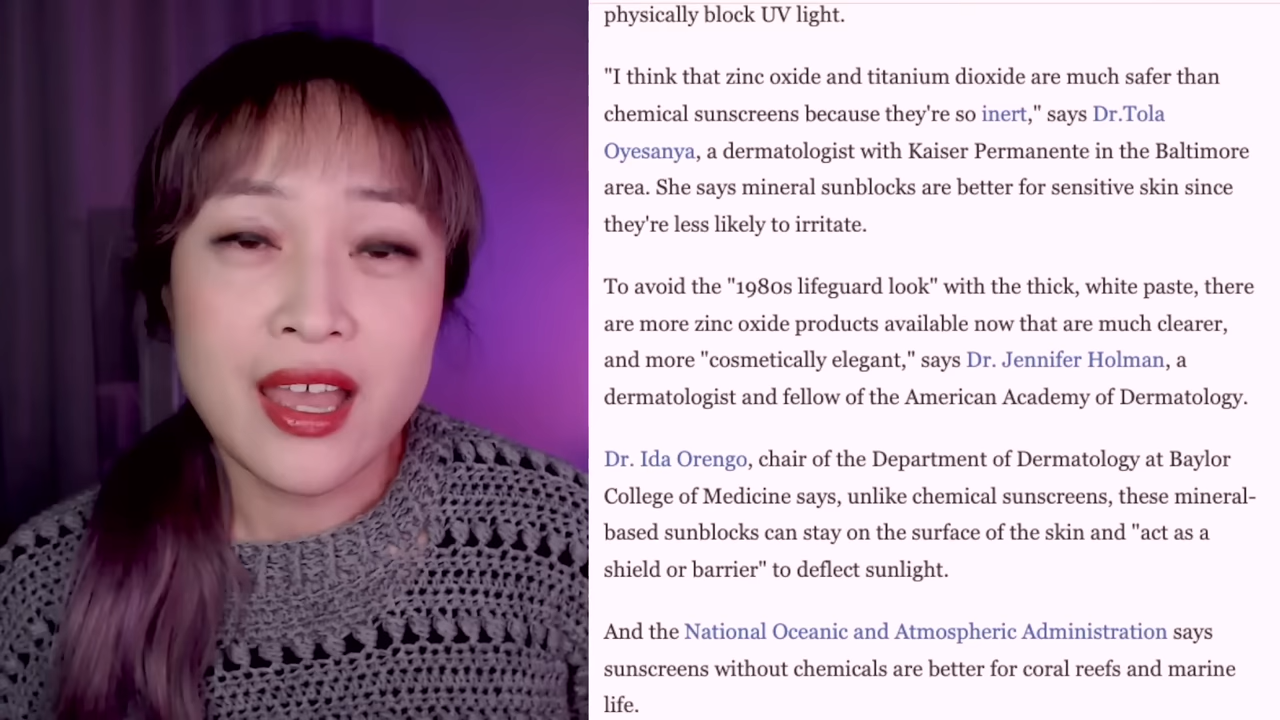 physically block UV light.
"I think that zinc oxide and titanium dioxide are much safer than
chemical sunscreens because they're so inert," says Dr.Tola
Oyesanya, a dermatologist with Kaiser Permanente in the Baltimore
area. She says mineral sunblocks are better for sensitive skin since
they're less likely to irritate.
To avoid the "1980s lifeguard look" with the thick, white paste, there
are more zinc oxide products available now that are much clearer,
and more "cosmetically elegant," says Dr. Jennifer Holman, a
dermatologist and fellow of the American Academy of Dermatology.
Dr. Ida Orengo, chair of the Department of Dermatology at Baylor
College of Medicine says, unlike chemical sunscreens, these mineral-
based sunblocks can stay on the surface of the skin and "act as a
shield or barrier" to deflect sunlight.
And the National Oceanic and Atmospheric Administration says
sunscreens without chemicals are better for coral reefs and marine
life.